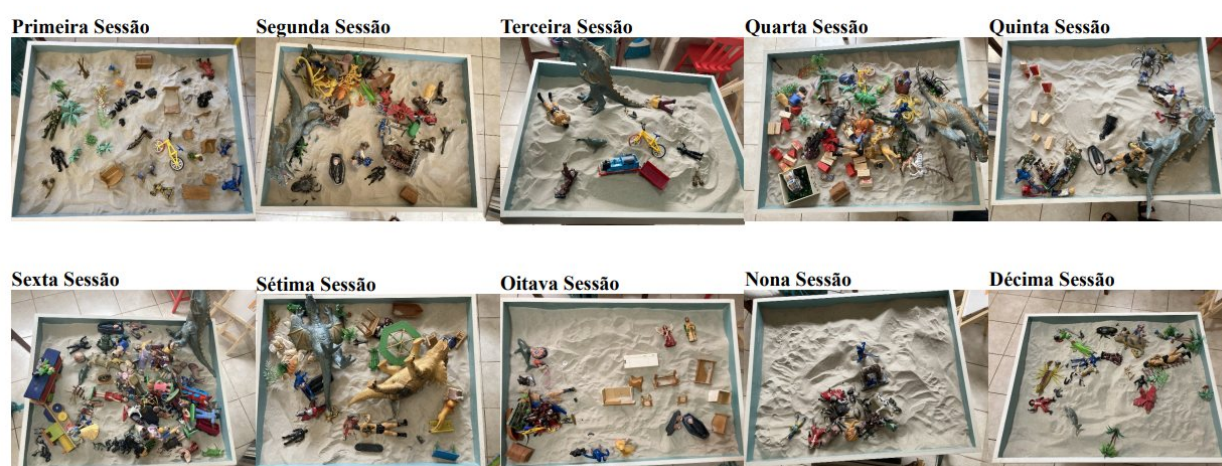 Primeira Sessão
Segunda Sessão
Terceira Sessão
Quarta Sessão
Quinta Sessão
Sexta Sessão
Sétima Sessão
Oitava Sessão
Nona Sessão
Décima Sessão